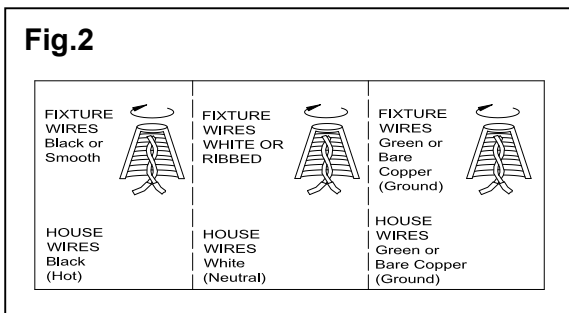 Fig.2
FIXTURE
WIRES
Black or
Smooth
HOUSE
WIRES
Black
(Hot)
FIXTURE
WIRES
WHITE OR
RIBBED
HOUSE
WIRES
White
(Neutral)
FIXTURE
WIRES
Green or
Bare
Copper
(Ground)
HOUSE
WIRES
Green or
Bare Copper
(Ground)